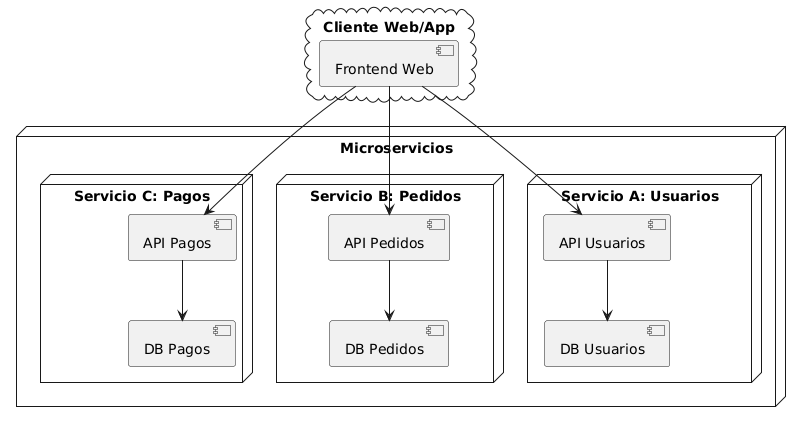 Cliente Web/App
Frontend Web
Microservicios
Servicio C: Pagos
Servicio B: Pedidos
Servicio A: Usuarios
API Pagos
API Pedidos
API Usuarios
DB Pagos
DB Pedidos
DB Usuarios